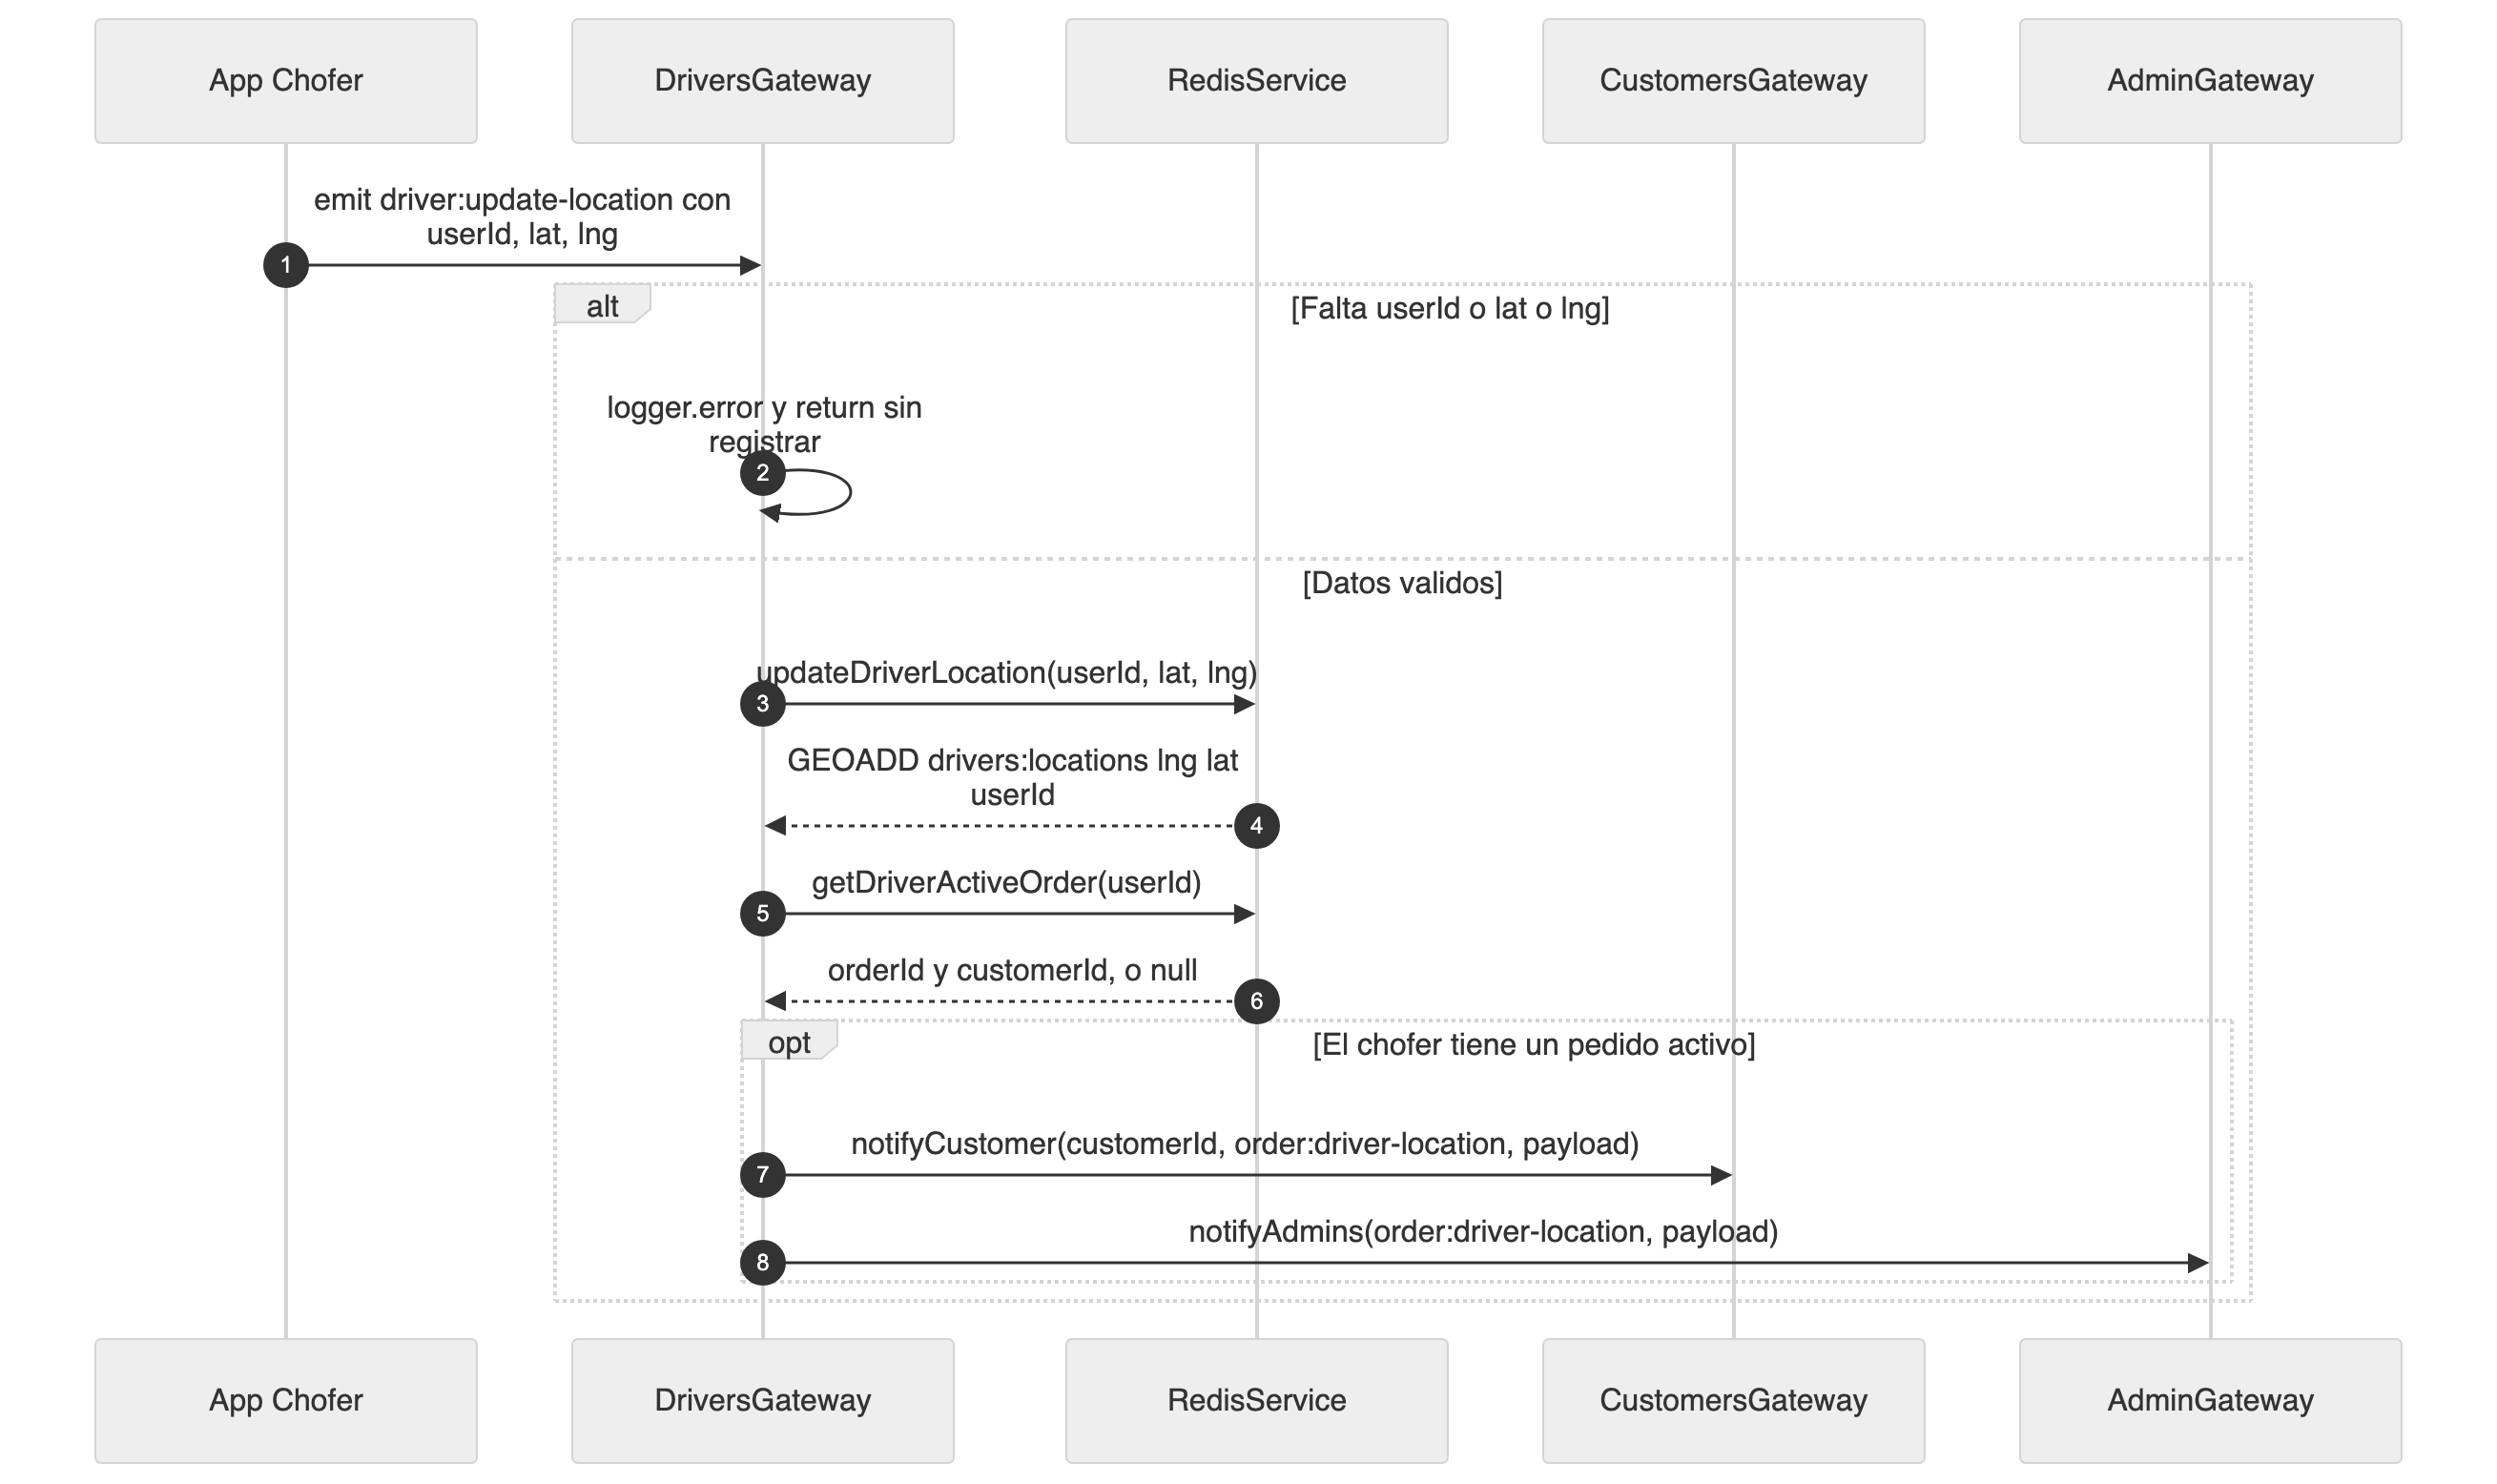 App Chofer
DriversGateway
RedisService
CustomersGateway
AdminGateway
emit driver:update-location con
userId, lat, lng
1
alt
[Falta userId o lat o lng]
logger.error y return sin
registrar
2
[Datos validos]
updateDriverLocation(userId, lat, lng)
3
GEOADD drivers:locations lng lat
userId
4
getDriverActiveOrder(userId)
5
orderId y customerId, o null
6
opt
[El chofer tiene un pedido activo]
notifyCustomer(customerId, order:driver-location, payload)
7
notifyAdmins(order:driver-location, payload)
8
App Chofer
DriversGateway
RedisService
CustomersGateway
AdminGateway